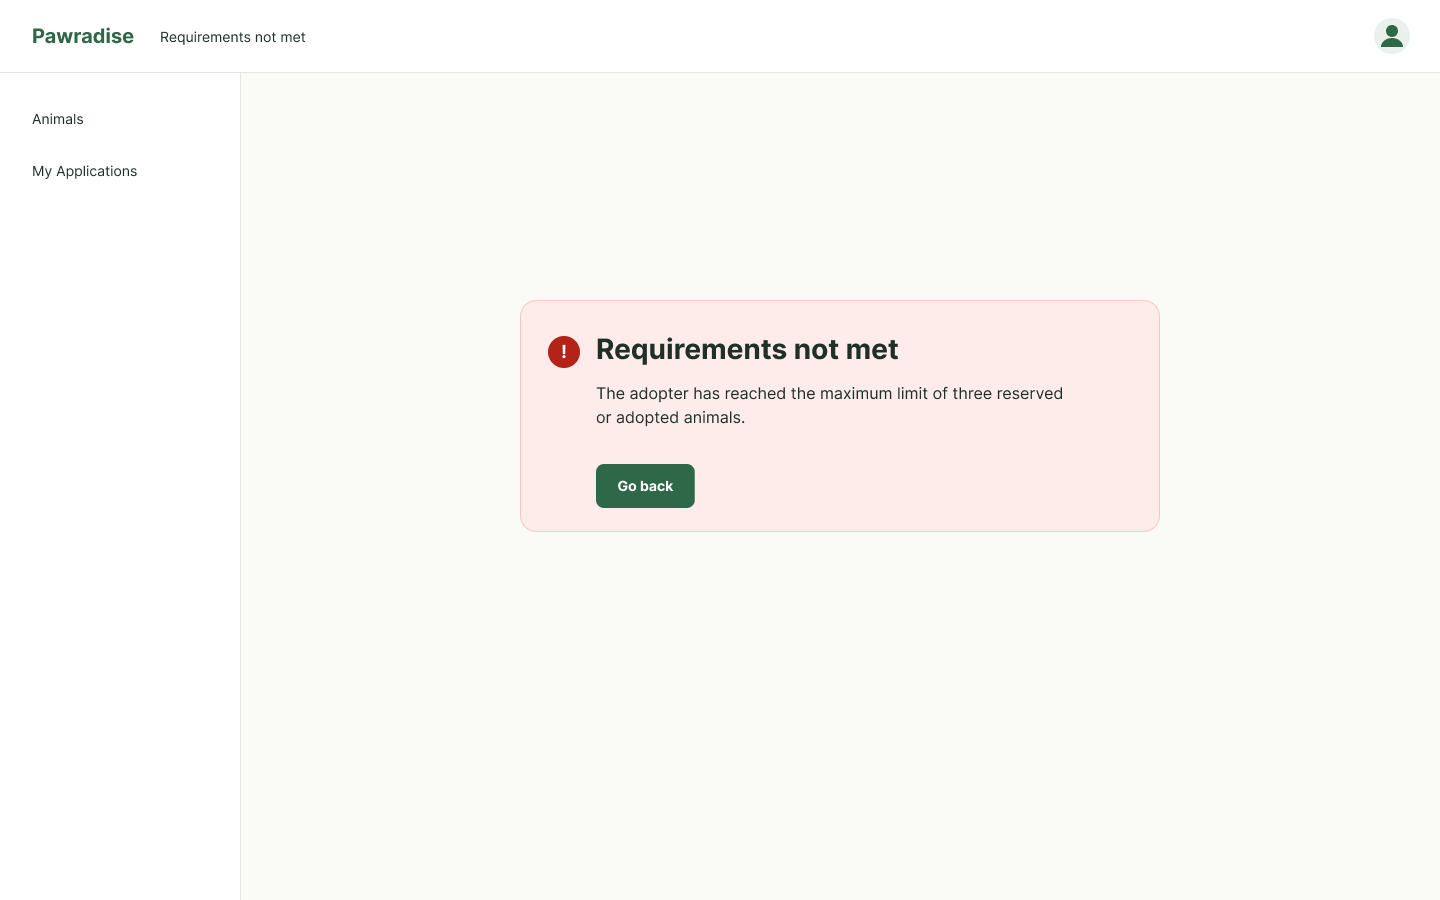 Pawradise
Requirements not met
Animals
My Applications
!
Requirements not met
The adopter has reached the maximum limit of three reserved
or adopted animals.
Go back